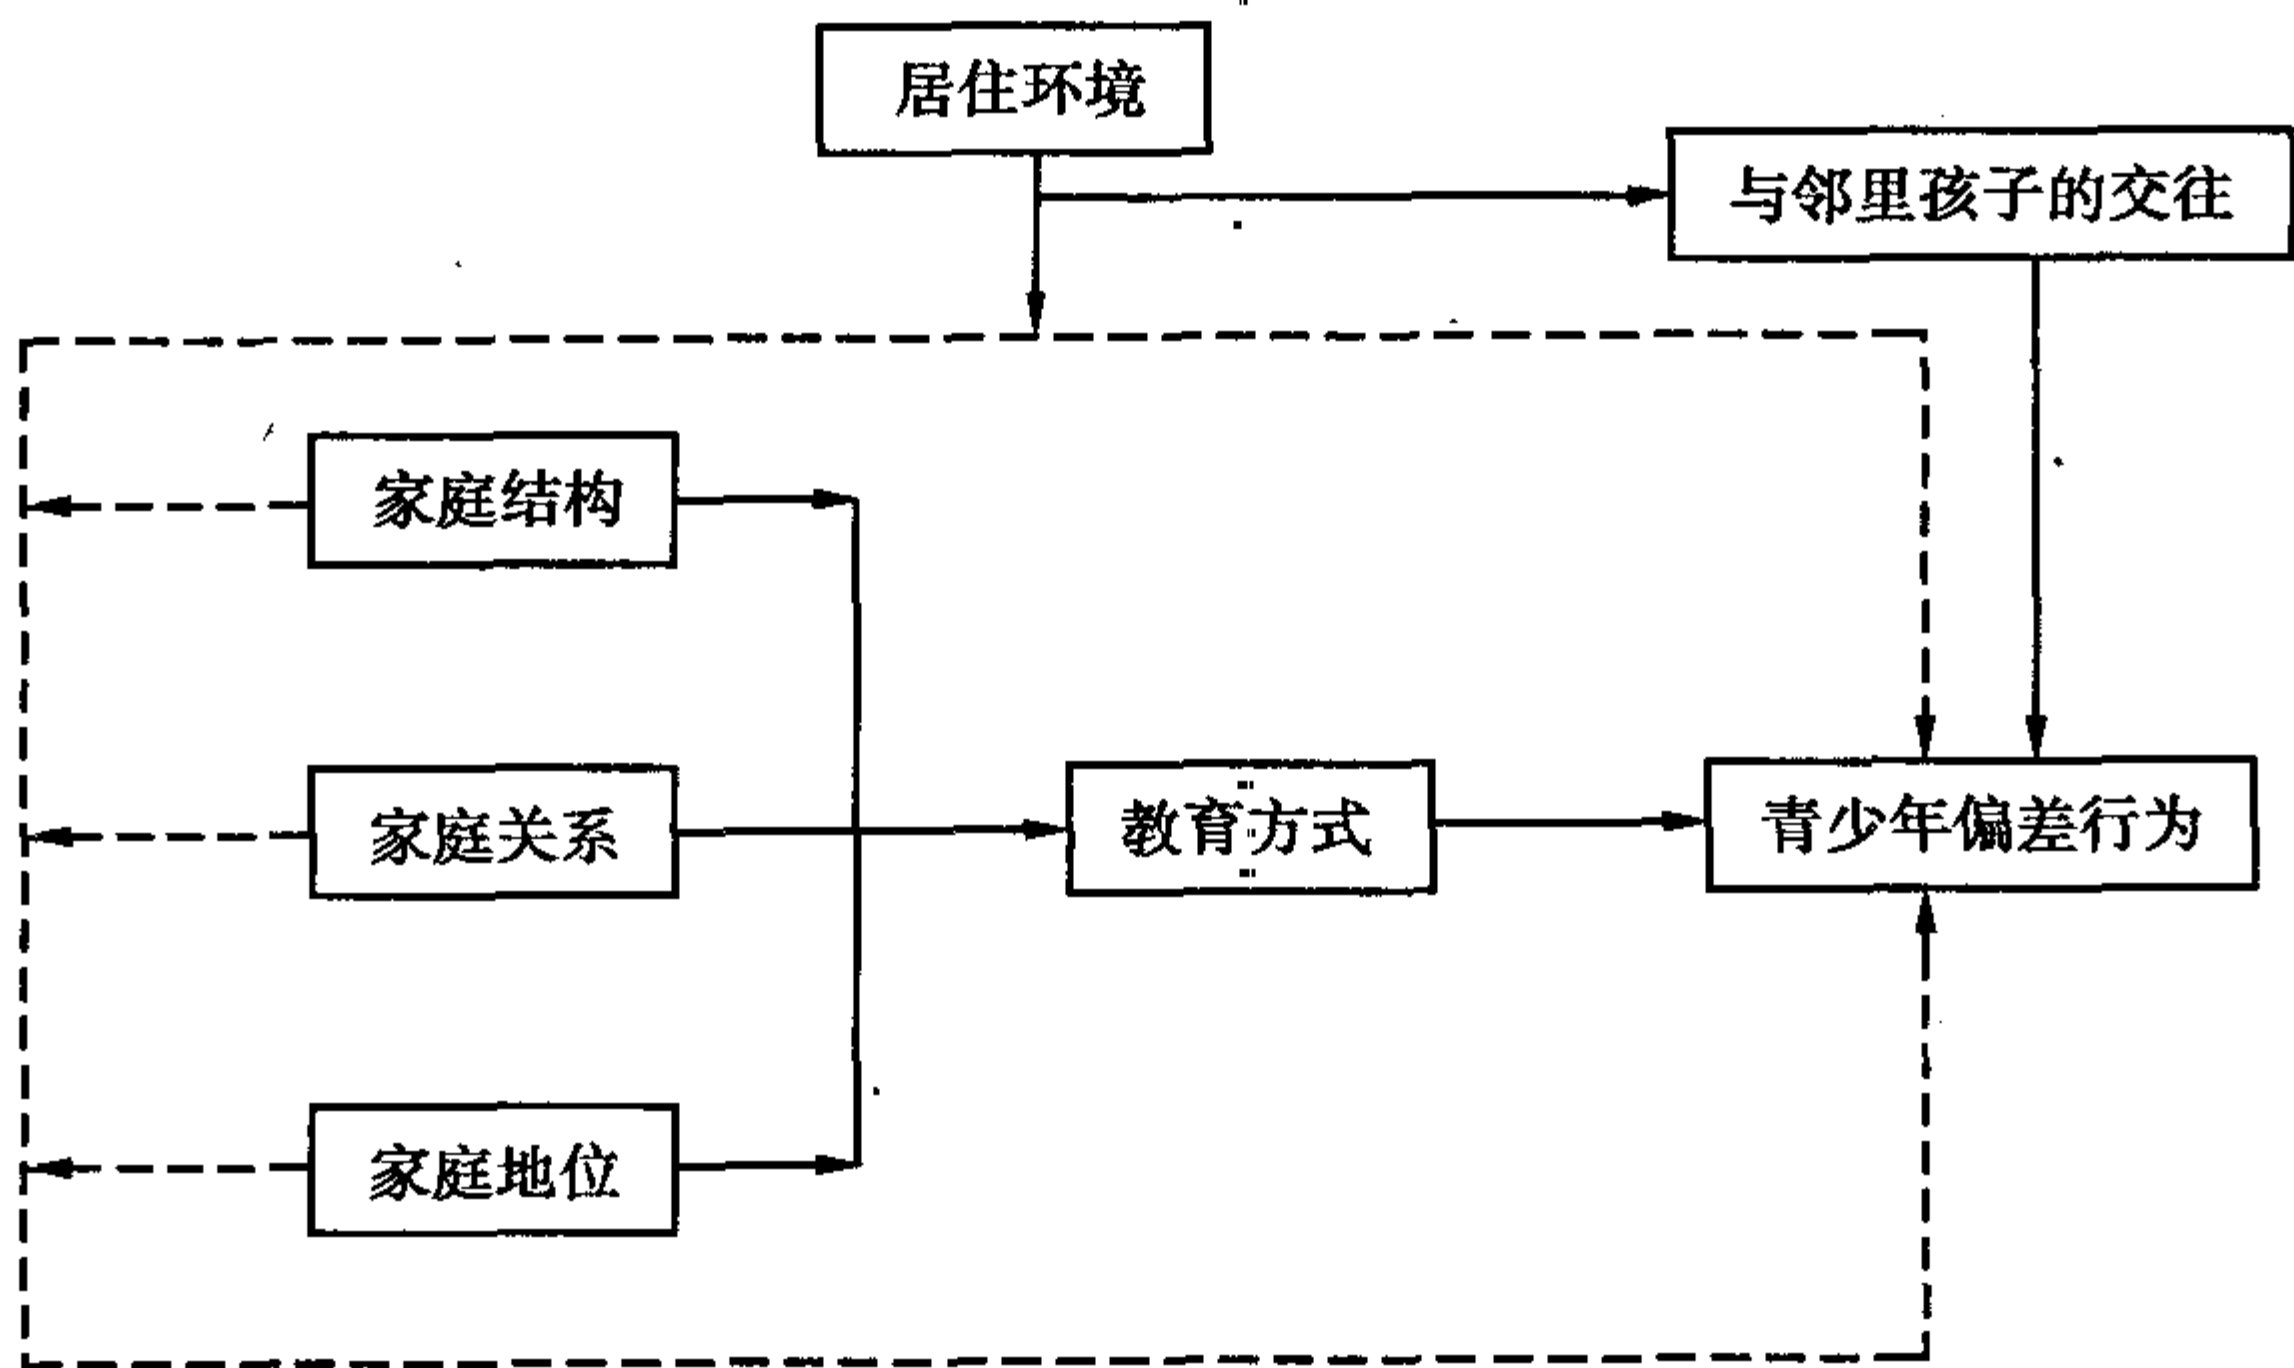 居住环境
与邻里孩子的交往
家庭结构
家庭关系
教育方式
青少年偏差行为
家庭地位